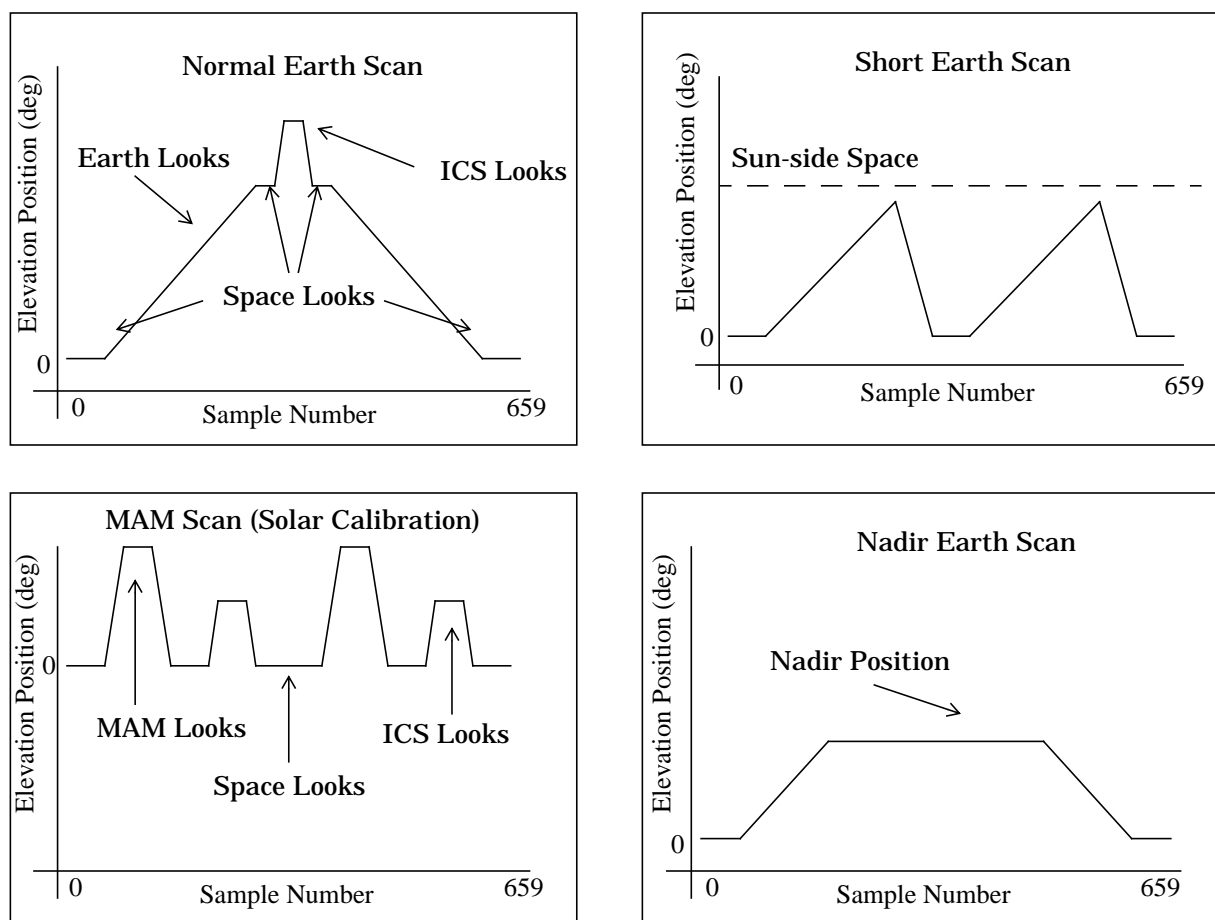 Normal Earth Scan
Elevation Position (deg)
Earth Looks
ICS Looks
Space Looks
0
0
659
Sample Number
Short Earth Scan
Elevation Position (deg)
Sun-side Space
0
0
659
Sample Number
MAM Scan (Solar Calibration)
Elevation Position (deg)
0
MAM Looks
ICS Looks
Space Looks
0
659
Sample Number
Nadir Earth Scan
Elevation Position (deg)
Nadir Position
0
0
659
Sample Number